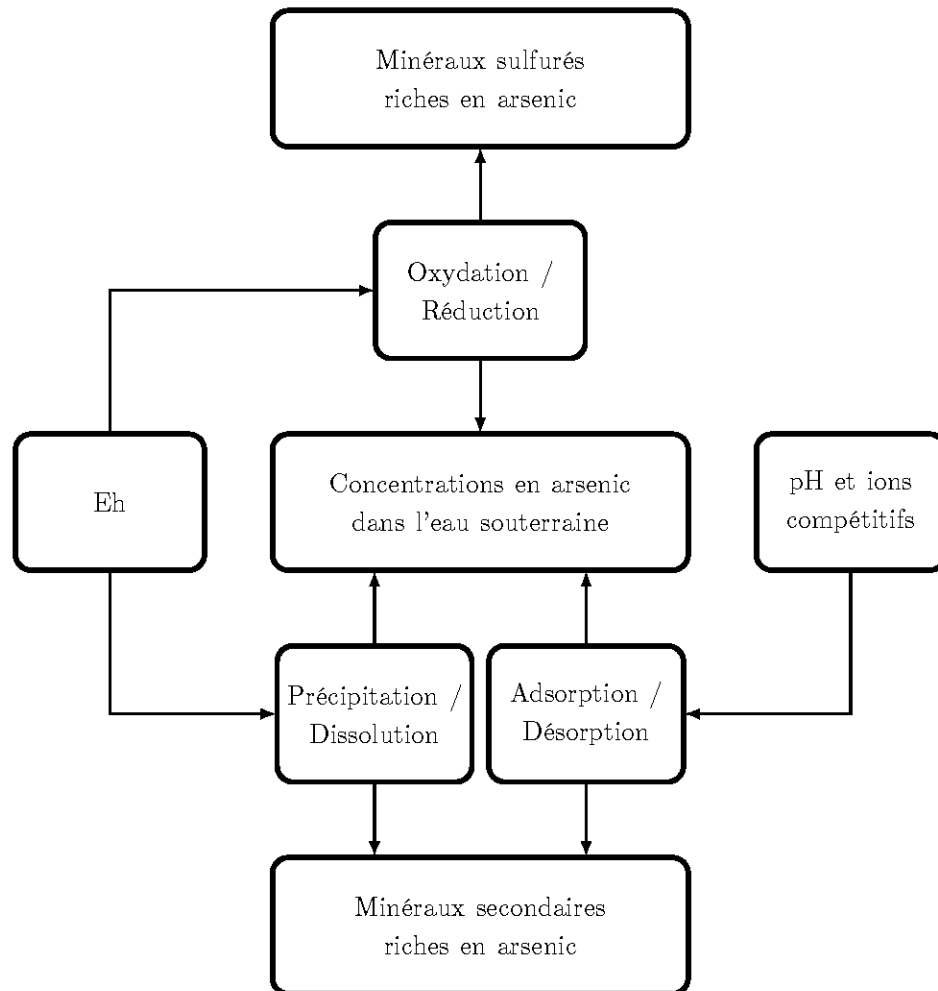 Minéraux sulfurés
riches en arsenic
Oxydation /
Réduction
Eh
Concentrations en arsenic
dans l'eau souterraine
pH et ions
compétitifs
Précipitation /
Dissolution
Adsorption /
Désorption
Minéraux secondaires
riches en arsenic